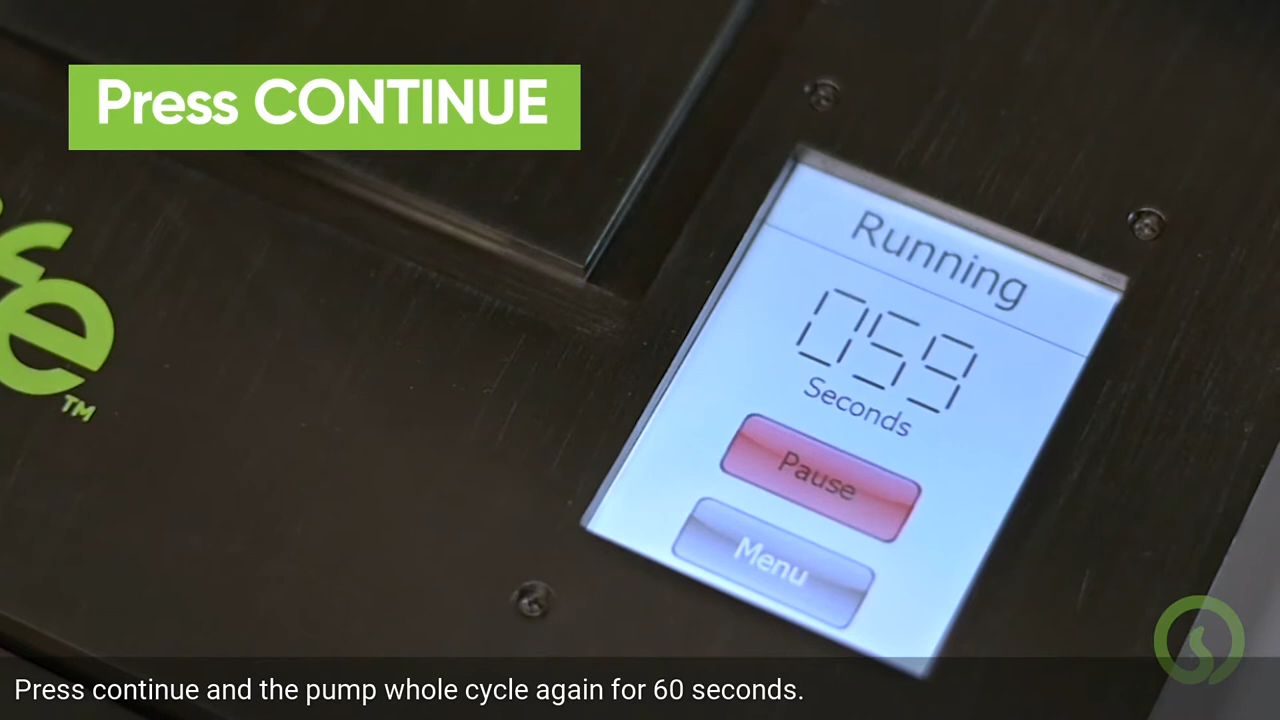 Press CONTINUE
Running
059
Seconds
Pause
Menu
TM
Press continue and the pump whole cycle again for 60 seconds.